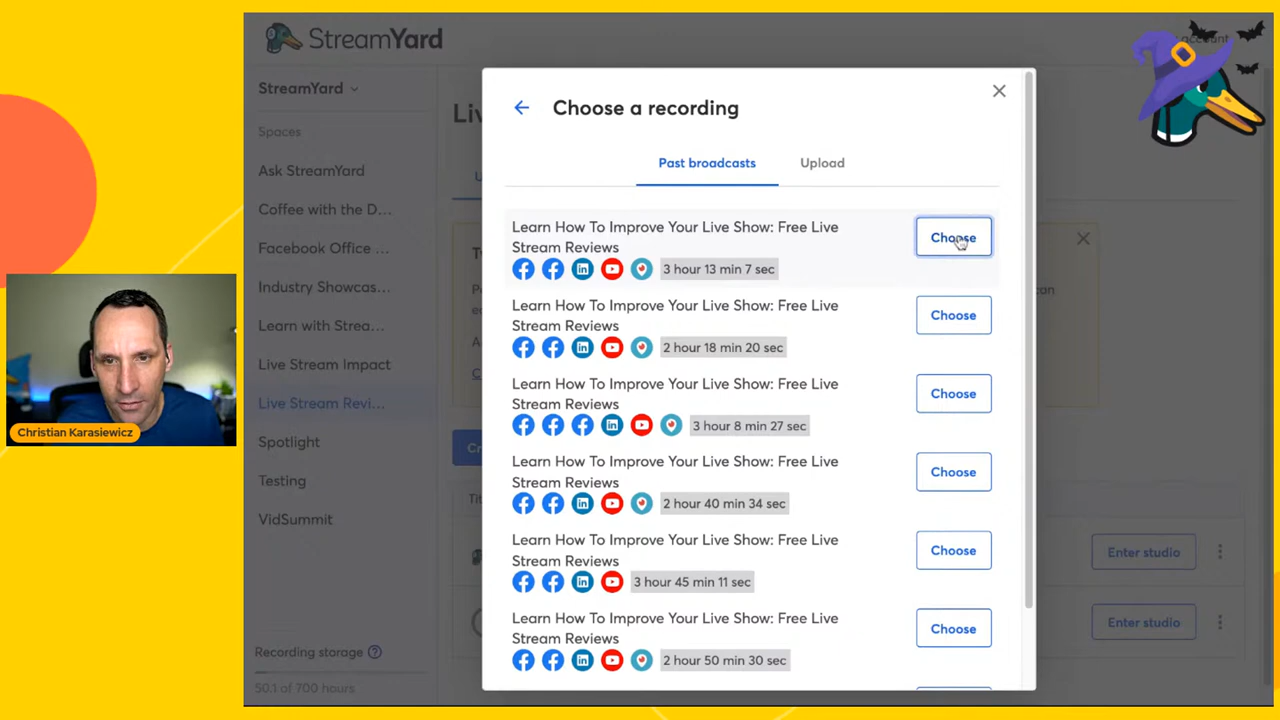 StreamYard
account
StreamYard
Spaces
Ask StreamYard
Coffee with the D...
Facebook Office ...
Industry Showcas...
Learn with Strea...
Live Stream Impact
Live Stream Revi...
Spotlight
Testing
VidSummit
Recording storage
50.1 of 700 hours
Christian Karasiewicz
Choose a recording
Past broadcasts
Upload
Learn How To Improve Your Live Show: Free Live
Stream Reviews
3 hour 13 min 7 sec
Choose
Learn How To Improve Your Live Show: Free Live
Stream Reviews
2 hour 18 min 20 sec
Choose
Learn How To Improve Your Live Show: Free Live
Stream Reviews
3 hour 8 min 27 sec
Choose
Learn How To Improve Your Live Show: Free Live
Stream Reviews
2 hour 40 min 34 sec
Choose
Learn How To Improve Your Live Show: Free Live
Stream Reviews
3 hour 45 min 11 sec
Choose
Learn How To Improve Your Live Show: Free Live
Stream Reviews
2 hour 50 min 30 sec
Choose
Enter studio
Enter studio